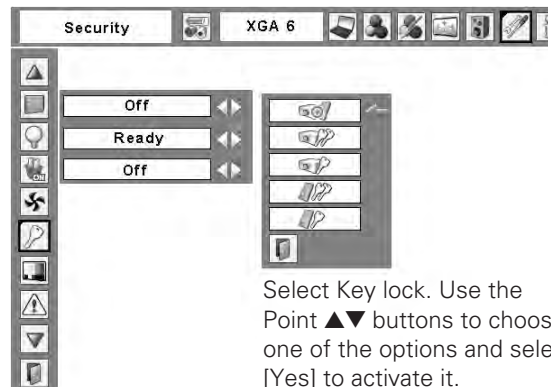 Security XGA 6
Off
Ready
Off
ON
Select Key lock. Use the
Point ▲▼ buttons to choos
one of the options and sele
[Yes] to activate it.